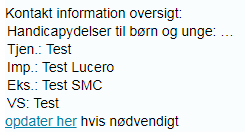 Kontakt information oversigt:
Handicapydelser til børn og unge: ...
Tjen.: Test
Imp.: Test Lucero
Eks.: Test SMC
VS: Test
opdater her hvis nødvendigt